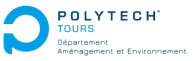 POLYTECH®
TOURS
Département
Aménagement et Environnement